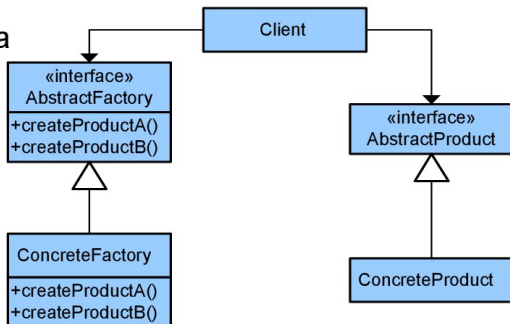 a
Client
«interface»
AbstractFactory
+createProductA()
+createProductB()
«interface»
AbstractProduct
ConcreteFactory
+createProductA()
+createProductB()
ConcreteProduct